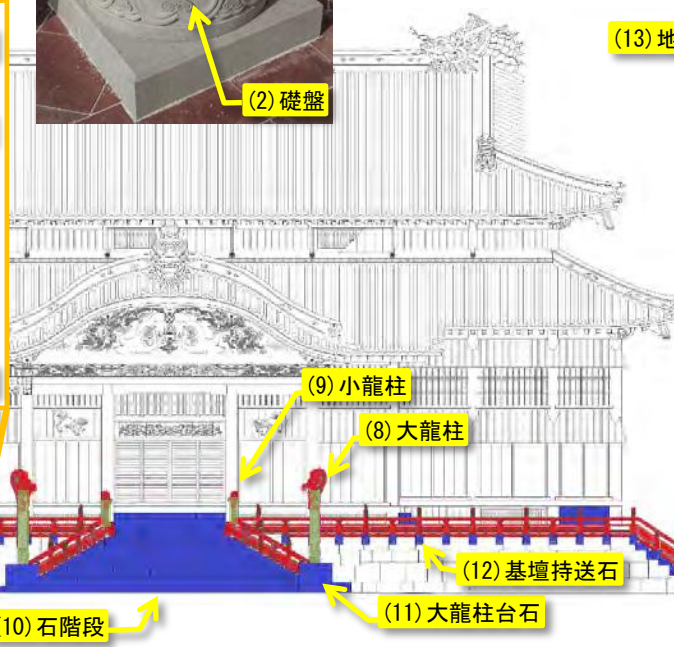 (2)礎盤
(13)地
(9)小龍柱
(8)大龍柱
(12)基壇持送石
(11)大龍柱台石
(10)石階段